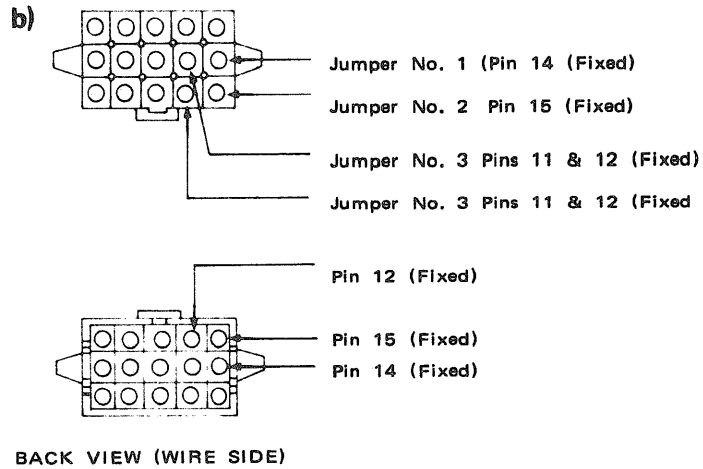 b)
Jumper No. 1 (Pin 14 (Fixed)
Jumper No. 2 Pin 15 (Fixed)
Jumper No. 3 Pins 11 & 12 (Fixed)
Jumper No. 3 Pins 11 & 12 (Fixed
Pin 12 (Fixed)
Pin 15 (Fixed)
Pin 14 (Fixed)
BACK VIEW (WIRE SIDE)